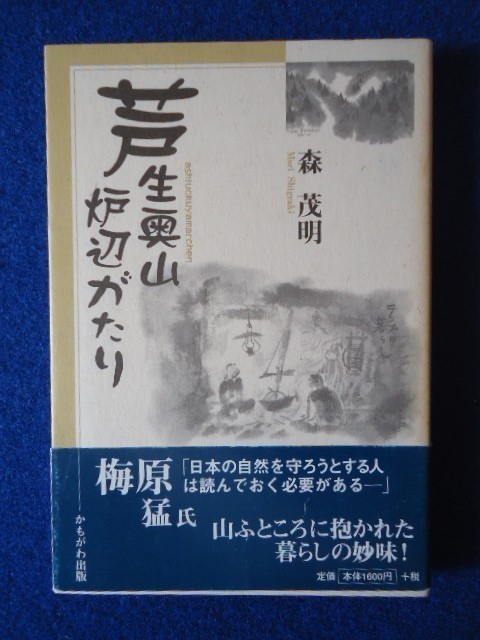 芦生奥山
炉辺がたり
森 茂明
Mori Shigeaki
梅原
猛氏
「日本の自然を守ろうとする人
は読んでおく必要がある―」
山ふところに抱かれた
暮らしの妙味!
定価 本体1600円 +税
かもがわ出版